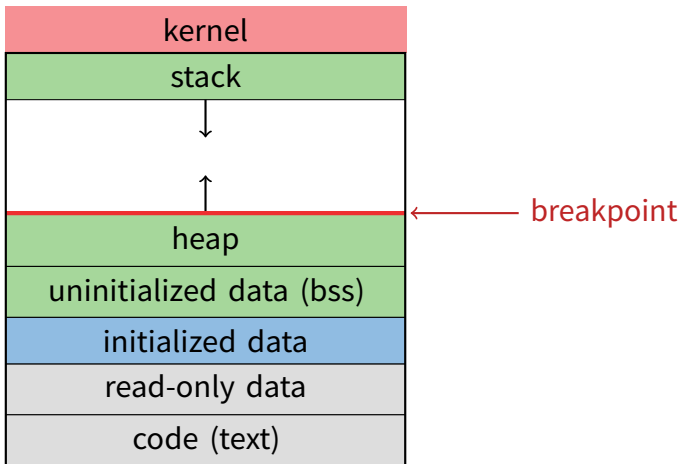 kernel
stack
breakpoint
heap
uninitialized data (bss)
initialized data
read-only data
code (text)